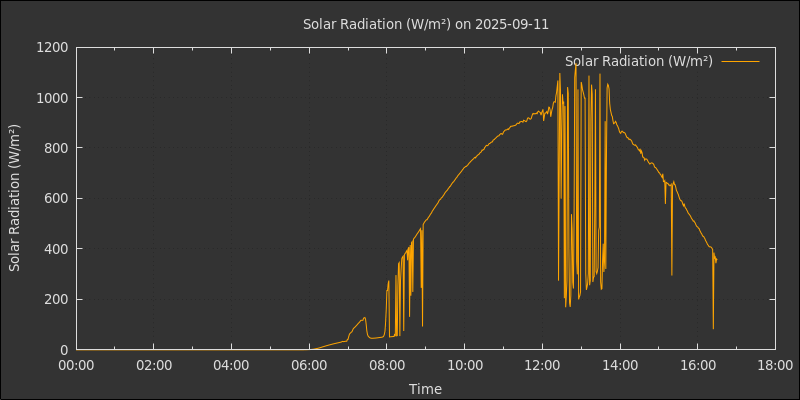 Solar Radiation (W/m²) on 2025-09-11
Solar Radiation (W/m²)
Solar Radiation (W/m²)
1200
1000
800
600
400
200
0
00:00 02:00 04:00 06:00 08:00 10:00 12:00 14:00 16:00 18:00
Time